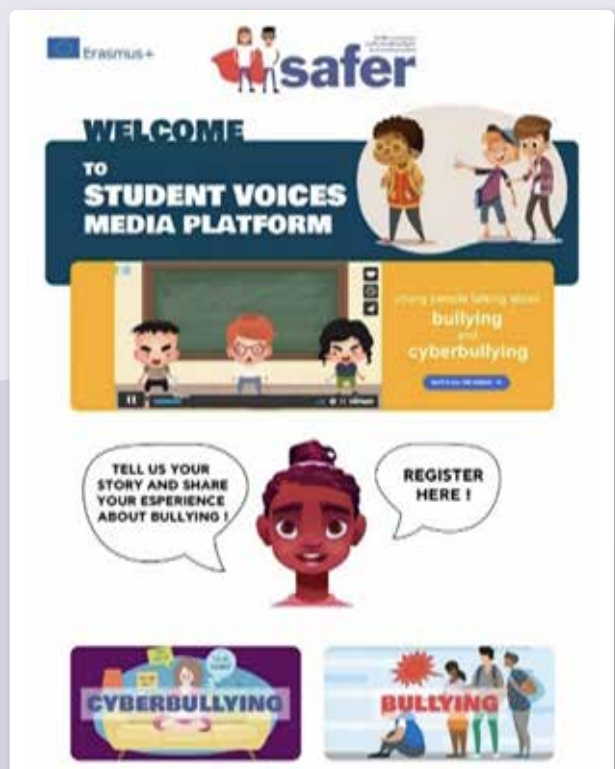 Erasmus+
safer
WELCOME
TO
STUDENT VOICES
MEDIA PLATFORM
young people talking about
bullying
and
cyberbullying
TELL US YOUR
STORY AND SHARE
YOUR ESPERIENCE
ABOUT BULLYING !
REGISTER
HERE !
CYBERBULLYING
BULLYING